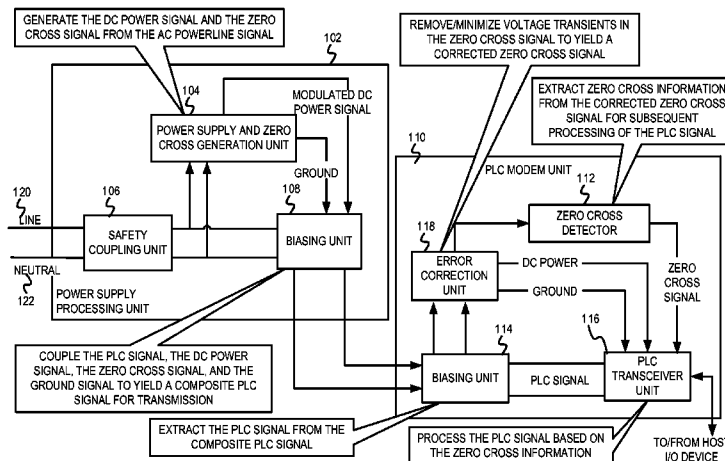 GENERATE THE DC POWER SIGNAL AND THE ZERO
CROSS SIGNAL FROM THE AC POWERLINE SIGNAL
102
104
MODULATED DC
POWER SIGNAL
POWER SUPPLY AND ZERO
CROSS GENERATION UNIT
GROUND
120
LINE
106
SAFETY
COUPLING UNIT
108
BIASING UNIT
NEUTRAL
122
POWER SUPPLY
PROCESSING UNIT
COUPLE THE PLC SIGNAL, THE DC POWER
SIGNAL, THE ZERO CROSS SIGNAL, AND THE
GROUND SIGNAL TO YIELD A COMPOSITE PLC
SIGNAL FOR TRANSMISSION
EXTRACT THE PLC SIGNAL FROM THE
COMPOSITE PLC SIGNAL
REMOVE/MINIMIZE VOLTAGE TRANSIENTS IN
THE ZERO CROSS SIGNAL TO YIELD A
CORRECTED ZERO CROSS SIGNAL
EXTRACT ZERO CROSS INFORMATION
FROM THE CORRECTED ZERO CROSS
SIGNAL FOR SUBSEQUENT
PROCESSING OF THE PLC SIGNAL
110
PLC MODEM UNIT
112
ZERO CROSS
DETECTOR
118
ERROR
CORRECTION
UNIT
DC POWER
GROUND
ZERO
CROSS
SIGNAL
114
BIASING UNIT
PLC SIGNAL
116
PLC
TRANSCEIVER
UNIT
PROCESS THE PLC SIGNAL BASED ON
THE ZERO CROSS INFORMATION
TO/FROM HOST
I/O DEVICE